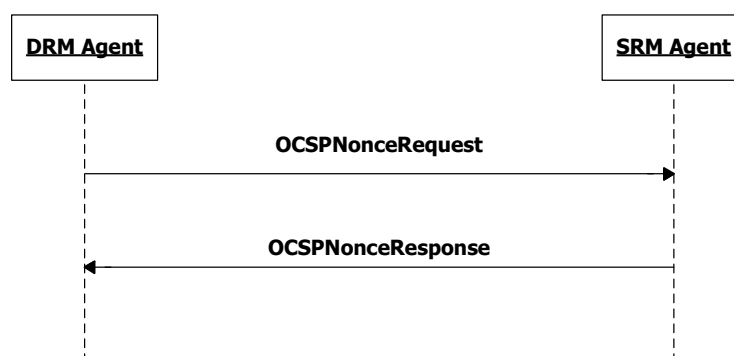 DRM Agent
SRM Agent
OCSPNonceRequest
OCSPNonceResponse